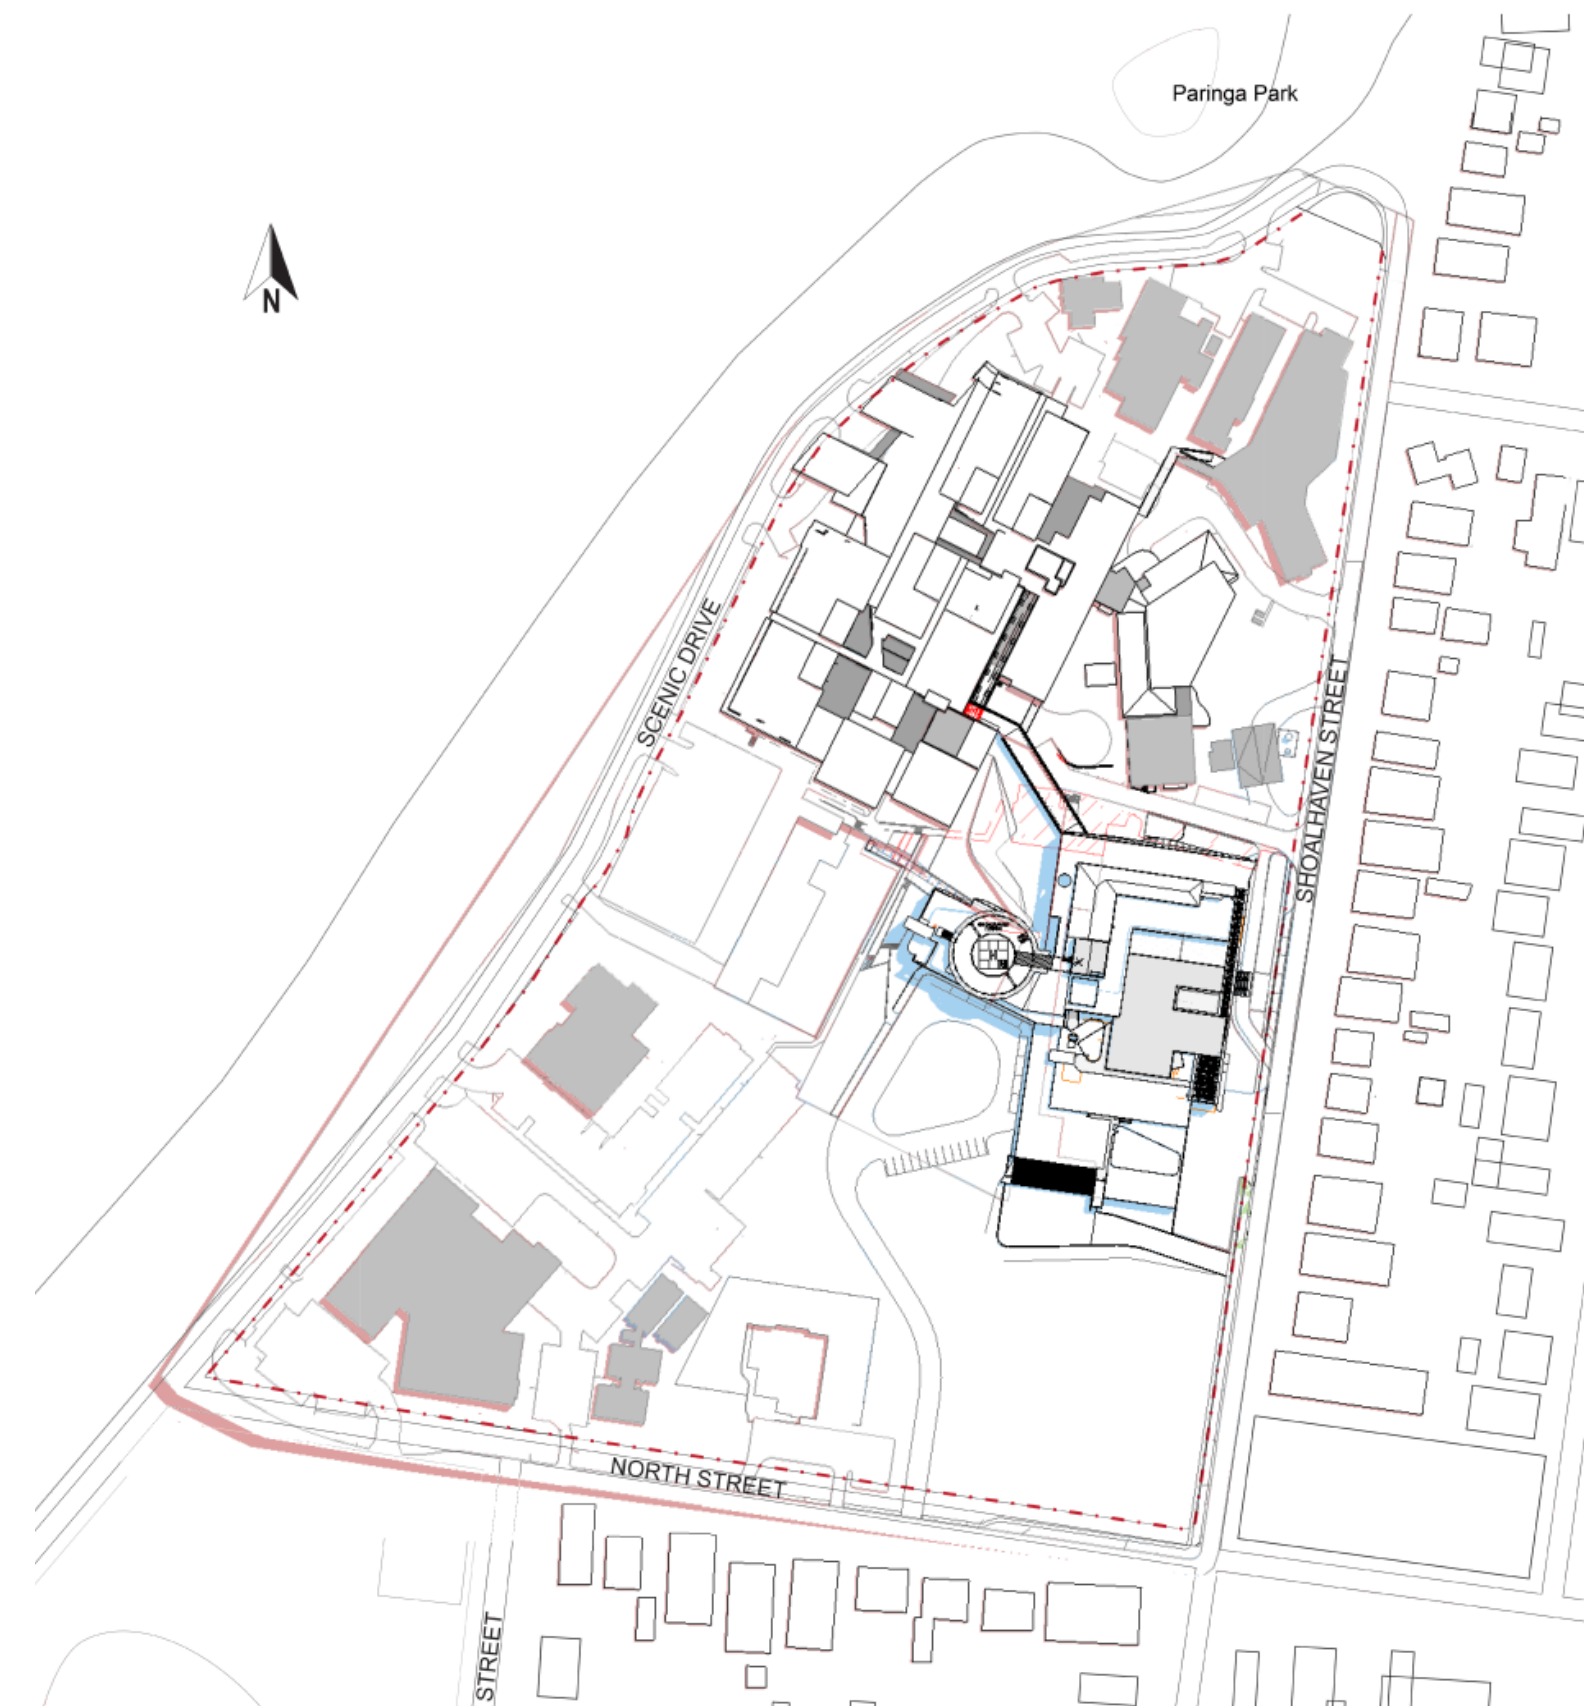 Paringa Park
N
SCENIC DRIVE
SHOALHAVEN STREET
H
NORTH STREET
STREET